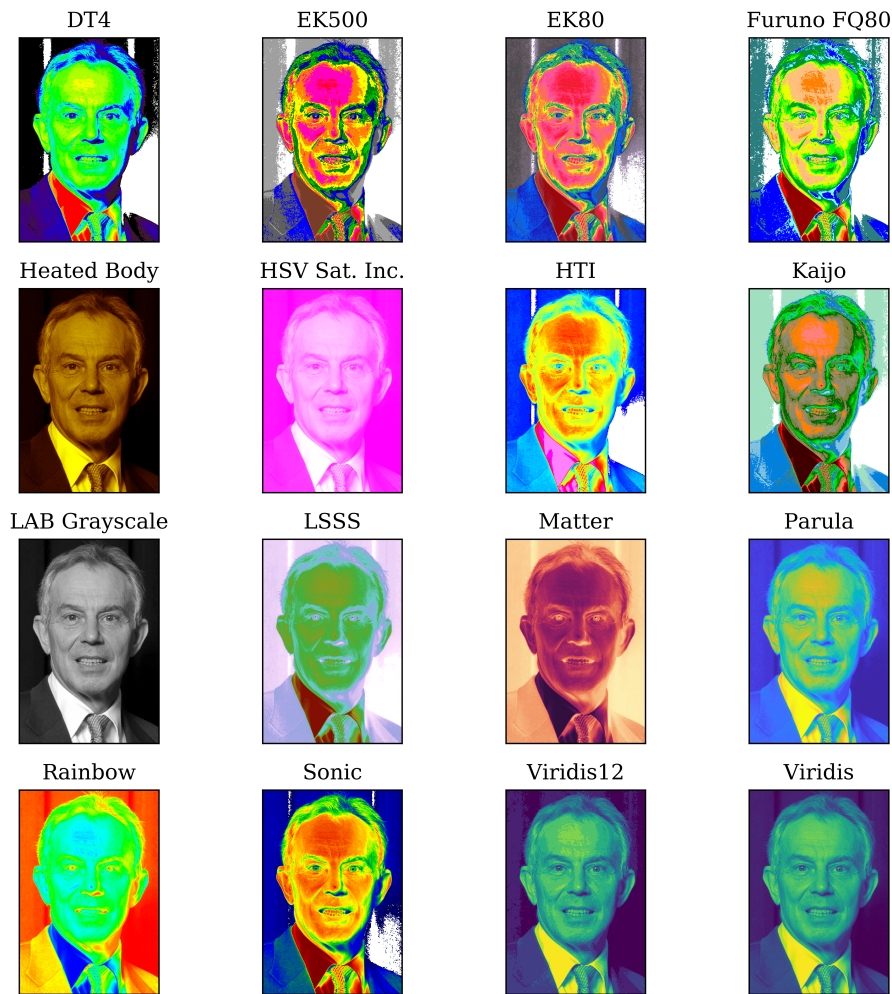 DT4
EK500
EK80
Furuno FQ80
Heated Body
HSV Sat. Inc.
HTI
Kaijo
LAB Grayscale
LSSS
Matter
Parula
Rainbow
Sonic
Viridis12
Viridis